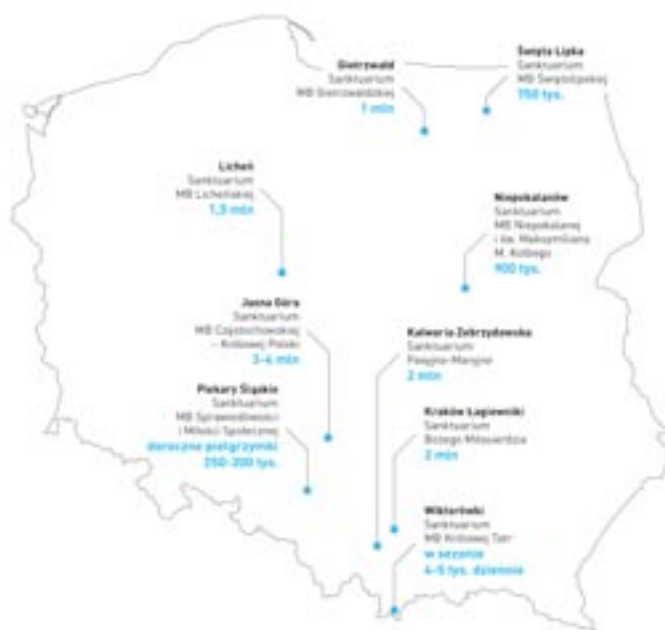 Gietrzwałd
Sanktuarium
MB Gietrzwałdzkiej
1 mln
Święta Lipka
Sanktuarium
MB Świętolipskiej
750 tys.
Licheń
Sanktuarium
MB Licheńskiej
1,5 mln
Niepokalanów
Sanktuarium
MB Niepokalanej
i św. Maksymiliana
M. Kolbego
900 tys.
Jasna Góra
Sanktuarium
MB Częstochowskiej
– Królowej Polski
3-4 mln
Kalwaria Zebrzydowska
Sanktuarium
Pasyjno-Maryjne
2 mln
Piekary Śląskie
Sanktuarium
MB Sprawiedliwości
i Miłości Społecznej
doroczne pielgrzymki
250-300 tys.
Kraków Łagiewniki
Sanktuarium
Bożego Miłosierdzia
2 mln
Wiktorówki
Sanktuarium
MB Królowej Tatr
w sezonie
4-5 tys. dziennie